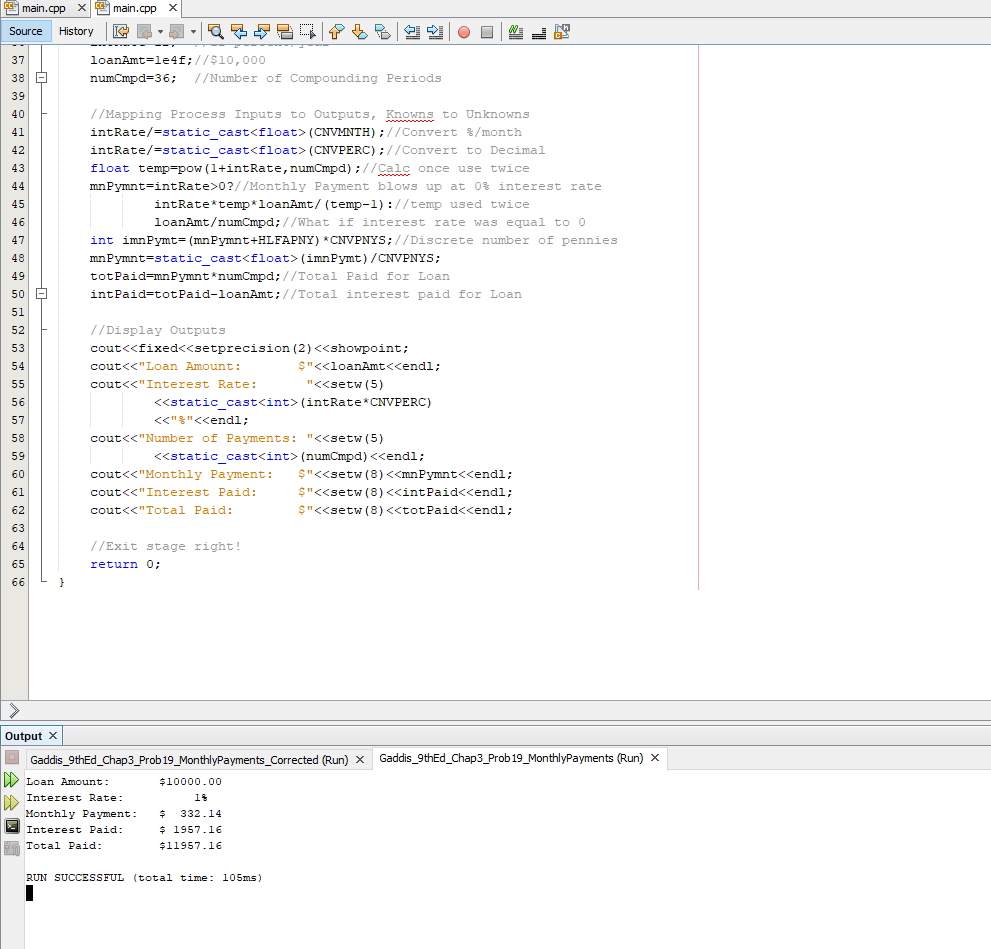 main.cpp main.cpp
Source History
37 loanAmt=1e4f;//$10,000
38 numCmpd=36; //Number of Compounding Periods
39
40 //Mapping Process Inputs to Outputs, Knowns to Unknowns
41 intRate/=static_cast<float>(CNVMNTH);//Convert %/month
42 intRate/=static_cast<float>(CNVPERC);//Convert to Decimal
43 float temp=pow(1+intRate,numCmpd);//Calc once use twice
44 mnPymnt=intRate>0?//Monthly Payment blows up at 0% interest rate
45 intRate*temp*loanAmt/(temp-1)://temp used twice
46 loanAmt/numCmpd;//What if interest rate was equal to 0
47 int imnPymt=(mnPymnt+HLFAPNY)*CNVPNYS;//Discrete number of pennies
48 mnPymnt=static_cast<float>(imnPymt)/CNVPNYS;
49 totPaid=mnPymnt*numCmpd;//Total Paid for Loan
50 intPaid=totPaid-loanAmt;//Total interest paid for Loan
51
52 //Display Outputs
53 cout<<fixed<<setprecision(2)<<showpoint;
54 cout<<"Loan Amount: $"<<loanAmt<<endl;
55 cout<<"Interest Rate: "<<setw(5)
56 <<static_cast<int>(intRate*CNVPERC)
57 <<"%"<<endl;
58 cout<<"Number of Payments: "<<setw(5)
59 <<static_cast<int>(numCmpd)<<endl;
60 cout<<"Monthly Payment: $"<<setw(8)<<mnPymnt<<endl;
61 cout<<"Interest Paid: $"<<setw(8)<<intPaid<<endl;
62 cout<<"Total Paid: $"<<setw(8)<<totPaid<<endl;
63
64 //Exit stage right!
65 return 0;
66 }
Output
Gaddis_9thEd_Chap3_Prob19_MonthlyPayments_Corrected (Run) Gaddis_9thEd_Chap3_Prob19_MonthlyPayments (Run)
Loan Amount: $10000.00
Interest Rate: 1%
Monthly Payment: $ 332.14
Interest Paid: $ 1957.16
Total Paid: $11957.16
RUN SUCCESSFUL (total time: 105ms)